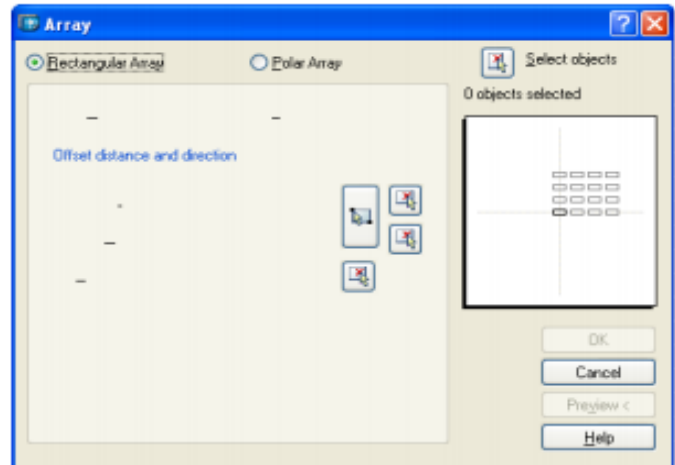 Array
Rectangular Array
Polar Array
Select objects
0 objects selected
Offset distance and direction
OK
Cancel
Preview <
Help